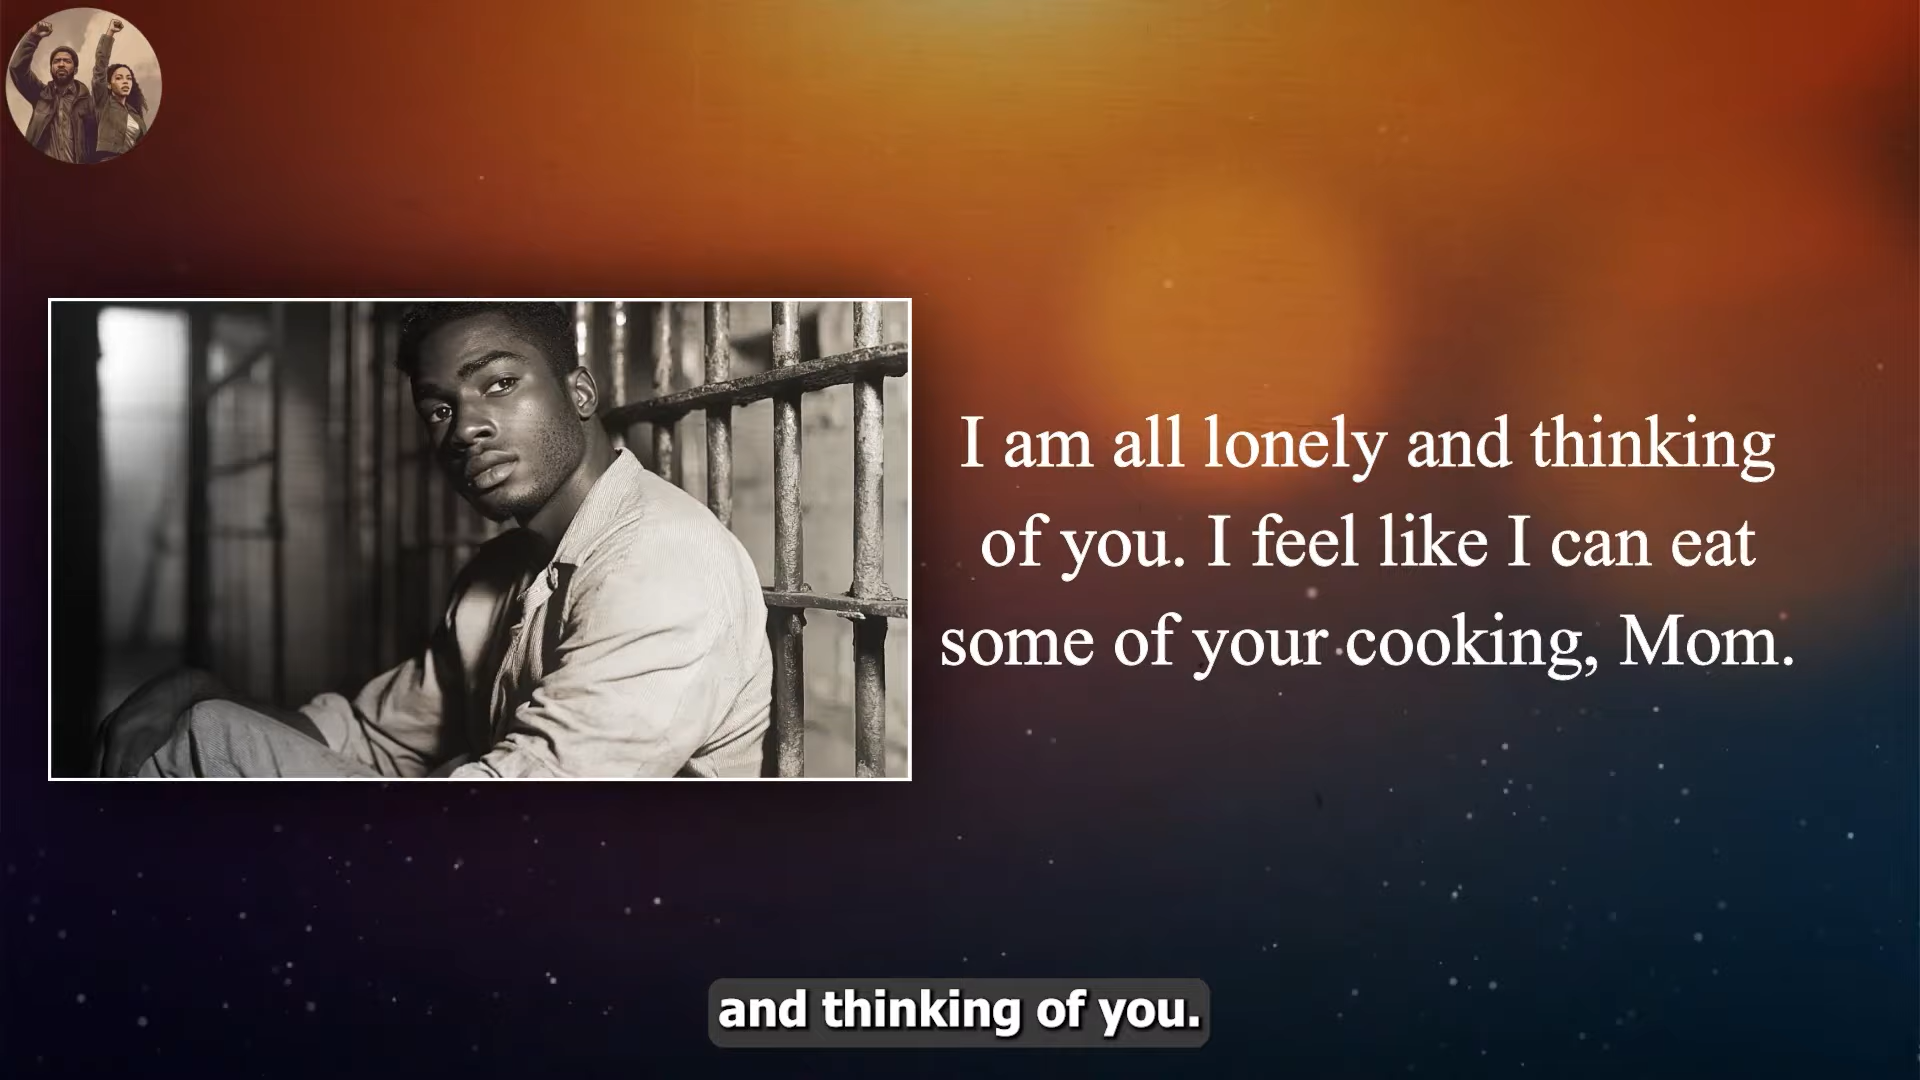 I am all lonely and thinking
of you. I feel like I can eat
some of your cooking, Mom.
and thinking of you.